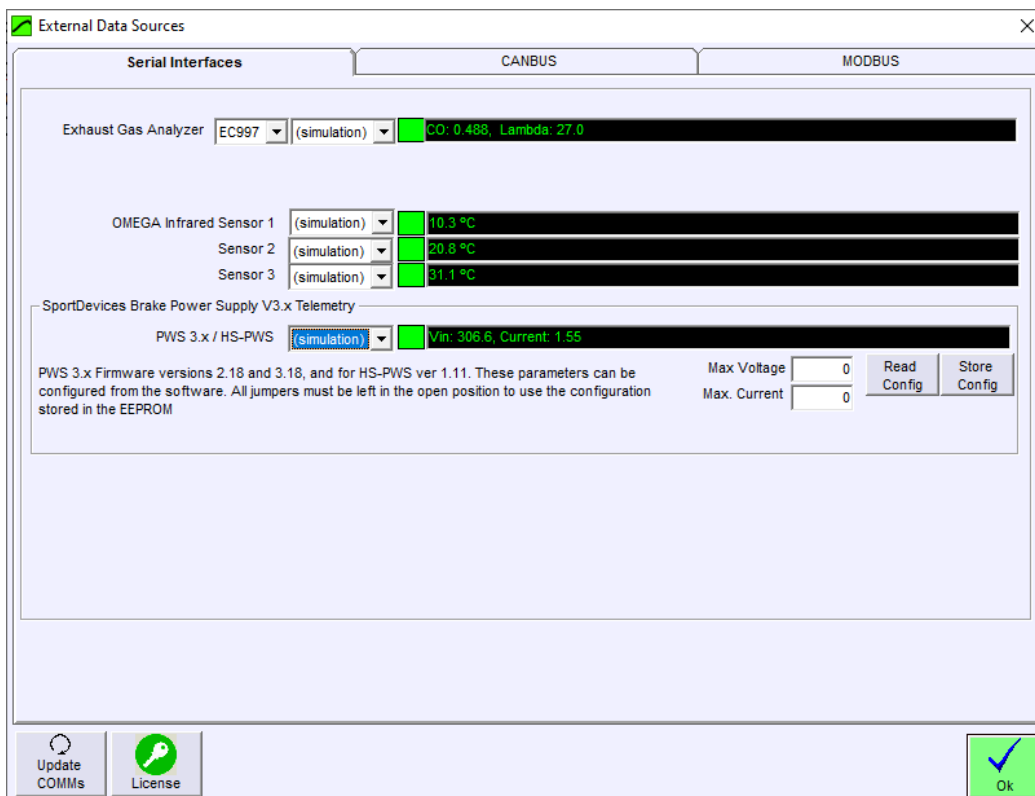 External Data Sources
Serial Interfaces
CANBUS
MODBUS
Exhaust Gas Analyzer EC997 (simulation) CO: 0.488, Lambda: 27.0
OMEGA Infrared Sensor 1 (simulation) 10.3 ºC
Sensor 2 (simulation) 20.8 ºC
Sensor 3 (simulation) 31.1 ºC
SportDevices Brake Power Supply V3.x Telemetry
PWS 3.x / HS-PWS (simulation) Vin: 306.6, Current: 1.55
PWS 3.x Firmware versions 2.18 and 3.18, and for HS-PWS ver 1.11. These parameters can be
configured from the software. All jumpers must be left in the open position to use the configuration
stored in the EEPROM
Max Voltage 0
Max. Current 0
Read
Config
Store
Config
Update
COMMs
License
Ok